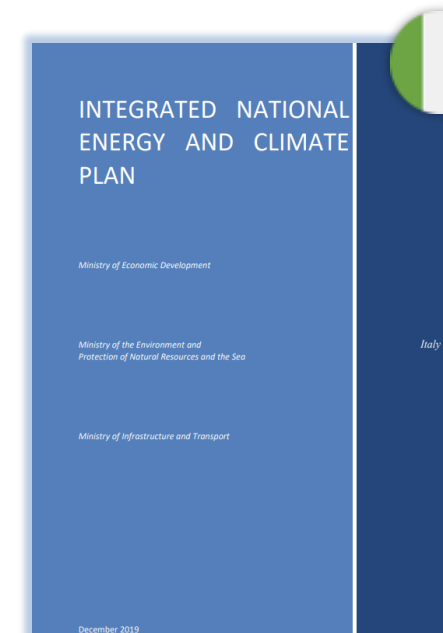 INTEGRATED NATIONAL
ENERGY AND CLIMATE
PLAN
Ministry of Economic Development
Ministry of the Environment and
Protection of Natural Resources and the Sea
Italy
Ministry of Infrastructure and Transport
December 2019